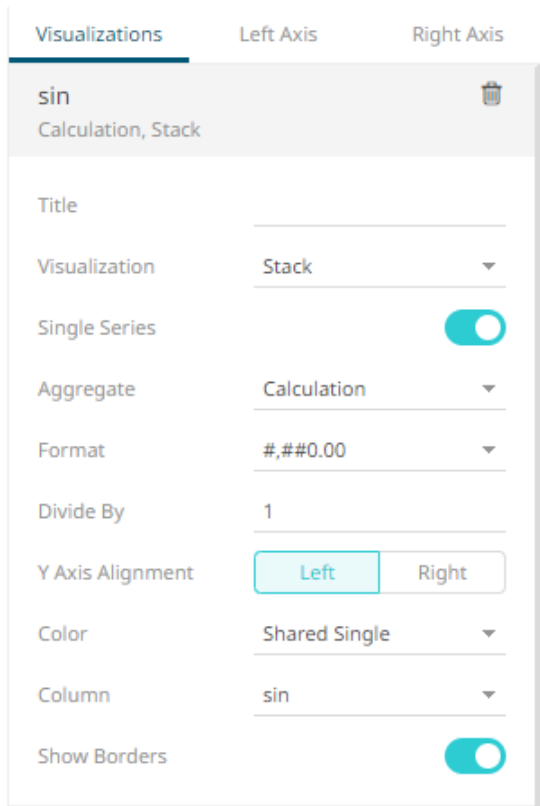 Visualizations Left Axis Right Axis
sin
Calculation, Stack
Title
Visualization Stack
Single Series
Aggregate Calculation
Format #,##0.00
Divide By 1
Y Axis Alignment Left Right
Color Shared Single
Column sin
Show Borders